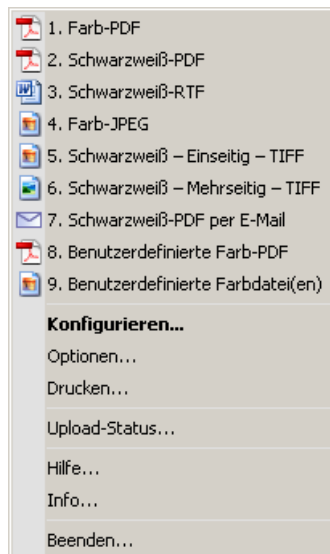 1. Farb-PDF
2. Schwarzweiß-PDF
3. Schwarzweiß-RTF
4. Farb-JPEG
5. Schwarzweiß – Einseitig – TIFF
6. Schwarzweiß – Mehrseitig – TIFF
7. Schwarzweiß-PDF per E-Mail
8. Benutzerdefinierte Farb-PDF
9. Benutzerdefinierte Farbdatei(en)
Konfigurieren...
Optionen...
Drucken...
Upload-Status...
Hilfe...
Info...
Beenden...